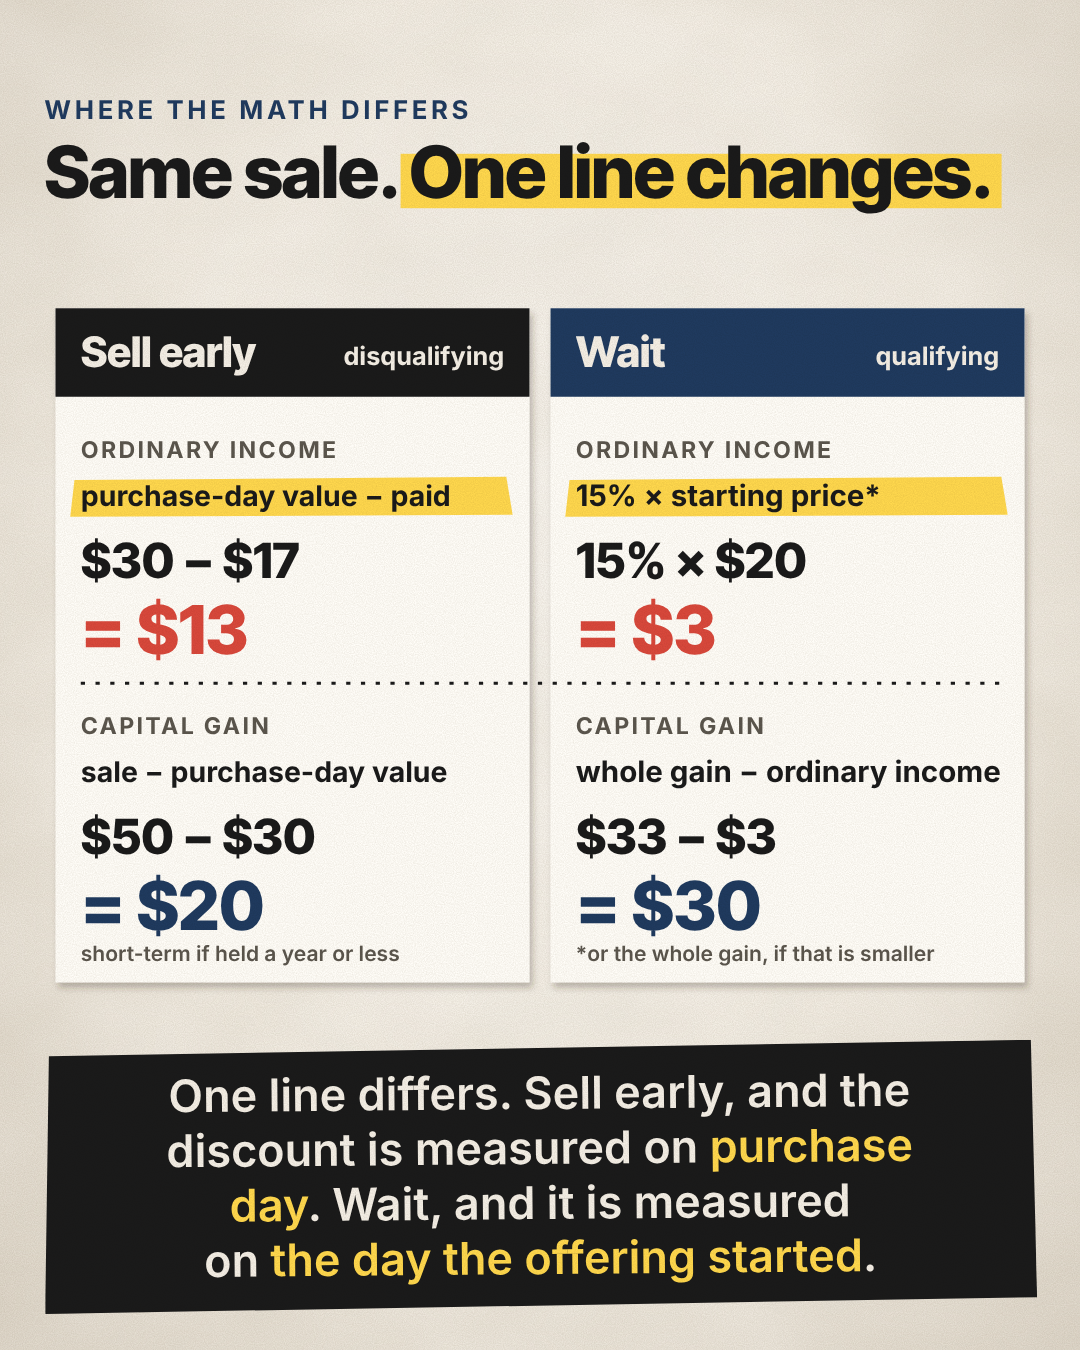 WHERE THE MATH DIFFERS
Same sale. One line changes.
Sell early disqualifying
ORDINARY INCOME
purchase-day value – paid
$30 – $17
= $13
CAPITAL GAIN
sale – purchase-day value
$50 – $30
= $20
short-term if held a year or less
Wait qualifying
ORDINARY INCOME
15% × starting price*
15% × $20
= $3
CAPITAL GAIN
whole gain – ordinary income
$33 – $3
= $30
*or the whole gain, if that is smaller
One line differs. Sell early, and the
discount is measured on purchase
day. Wait, and it is measured
on the day the offering started.